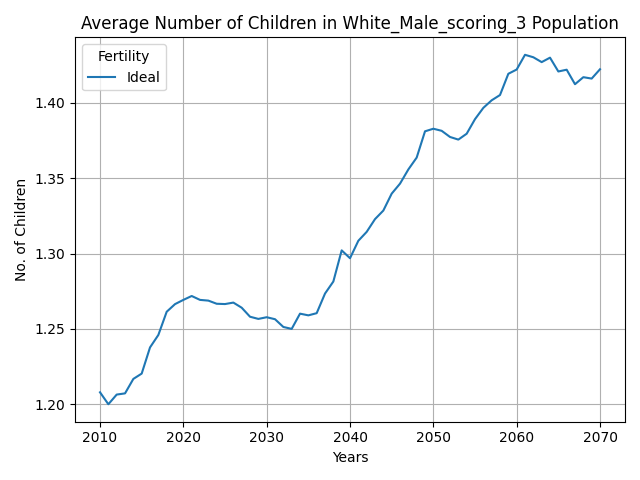 Average Number of Children in White_Male_scoring_3 Population
Fertility
Ideal
No. of Children
1.40
1.35
1.30
1.25
1.20
2010 2020 2030 2040 2050 2060 2070
Years